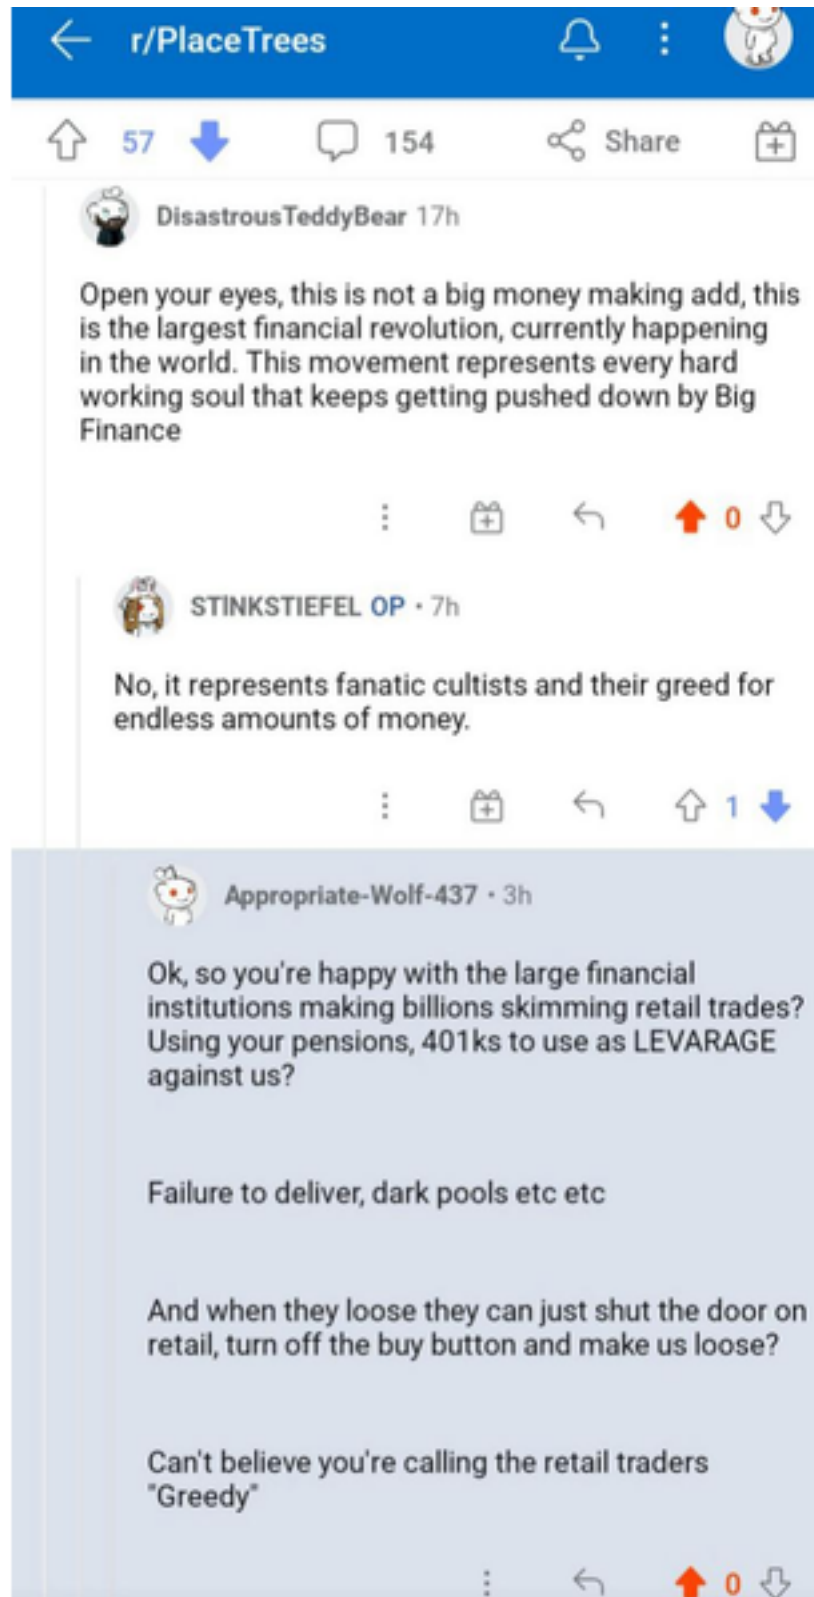 r/PlaceTrees
57
154
Share
DisastrousTeddyBear 17h
Open your eyes, this is not a big money making add, this
is the largest financial revolution, currently happening
in the world. This movement represents every hard
working soul that keeps getting pushed down by Big
Finance
0
STINKSTIEFEL OP · 7h
No, it represents fanatic cultists and their greed for
endless amounts of money.
1
Appropriate-Wolf-437 · 3h
Ok, so you're happy with the large financial
institutions making billions skimming retail trades?
Using your pensions, 401ks to use as LEVARAGE
against us?
Failure to deliver, dark pools etc etc
And when they loose they can just shut the door on
retail, turn off the buy button and make us loose?
Can't believe you're calling the retail traders
"Greedy"
0